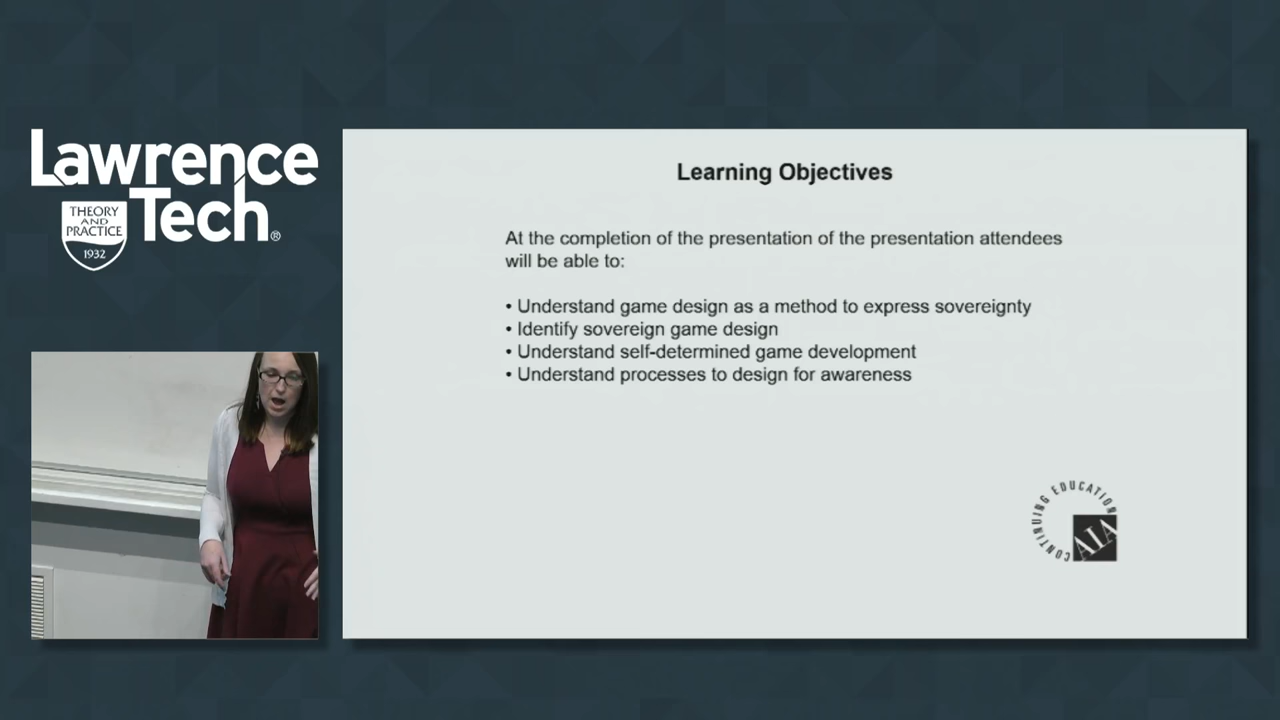 Lawrence
Tech®
THEORY
AND
PRACTICE
1932
Learning Objectives
At the completion of the presentation of the presentation attendees
will be able to:
• Understand game design as a method to express sovereignty
• Identify sovereign game design
• Understand self-determined game development
• Understand processes to design for awareness
CONTINUING EDUCATION
AIA